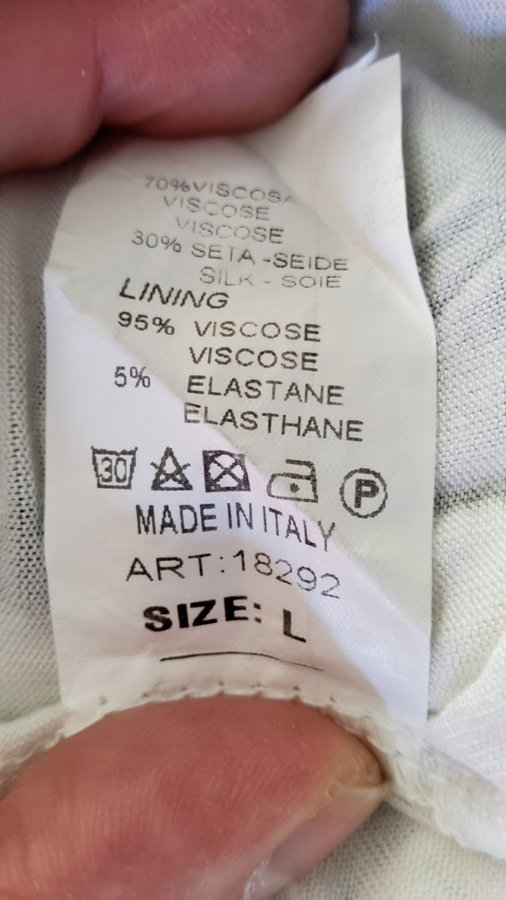 70%VISCOSA
VISCOSE
VISCOSE
30% SETA-SEIDE
SILK - SOIE
LINING
95% VISCOSE
VISCOSE
5% ELASTANE
ELASTHANE
30 P
MADE IN ITALY
ART:18292
SIZE: L